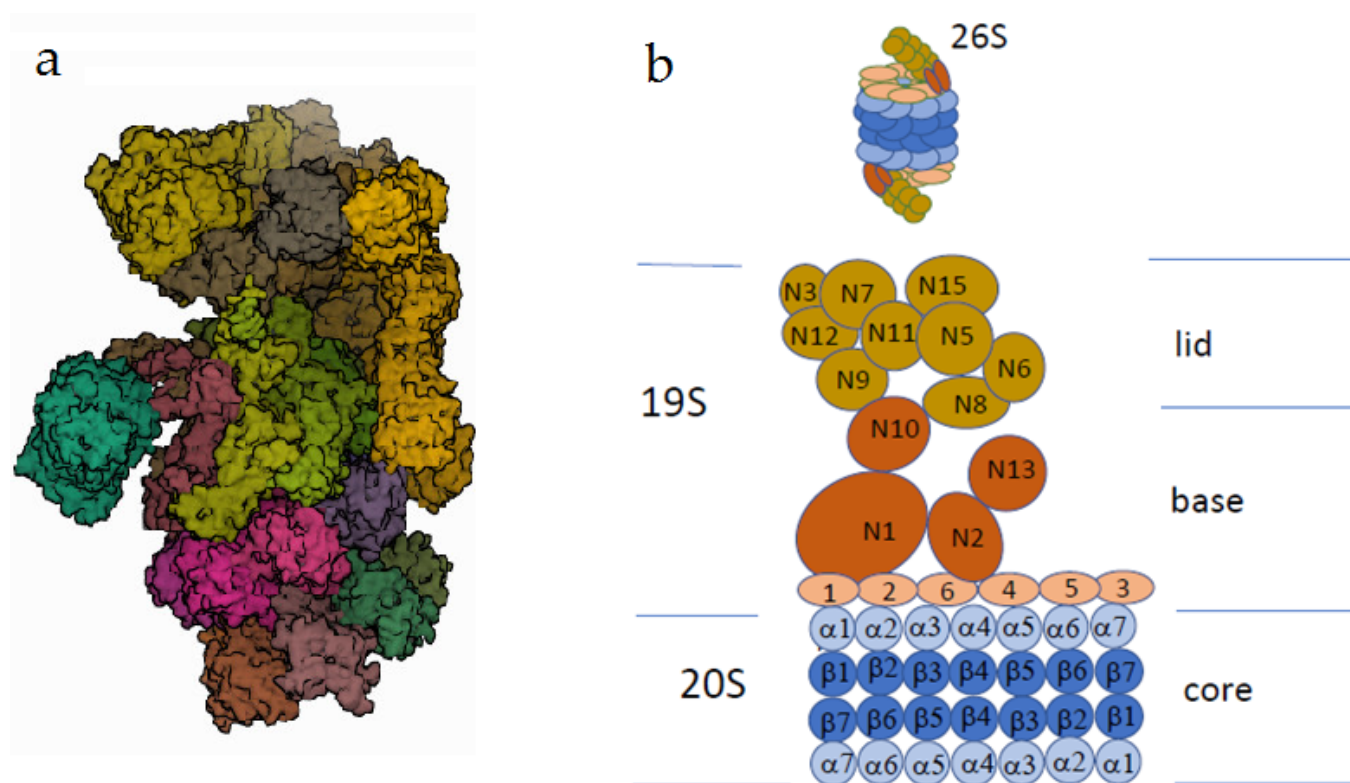 a
b
26S
N3 N7 N15
N12 N11 N5
N6
N9 N8
lid
19S
N10
N13
base
N1 N2
1 2 6 4 5 3
α1 α2 α3 α4 α5 α6 α7
β1 β2 β3 β4 β5 β6 β7
20S
core
β7 β6 β5 β4 β3 β2 β1
α7 α6 α5 α4 α3 α2 α1